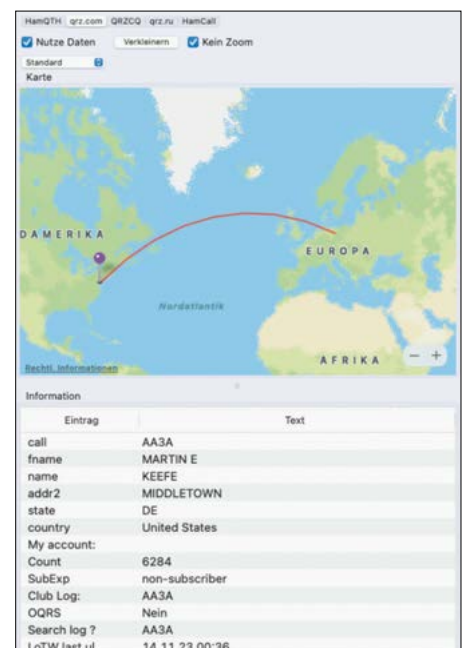 HamQTH qrz.com QRZCQ qrz.ru HamCall
Nutze Daten Verkleinern Kein Zoom
Standard
Karte
DAMERIKA
EUROPA
Nordatlantik
AFRIKA
− +
Rechtl. Informationen
Information
Eintrag Text
call AA3A
fname MARTIN E
name KEEFE
addr2 MIDDLETOWN
state DE
country United States
My account:
Count 6284
SubExp non-subscriber
Club Log: AA3A
OQRS Nein
Search log ? AA3A
LoTW last ul 14.11.23 00:36